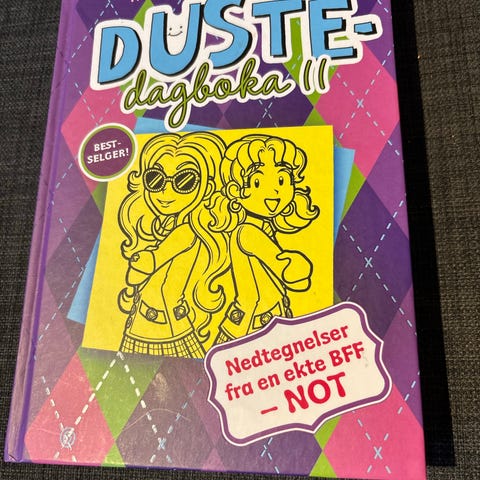 DUSTE-
dagboka 11
BEST-
SELGER!
Nedtegnelser
fra en ekte BFF
– NOT